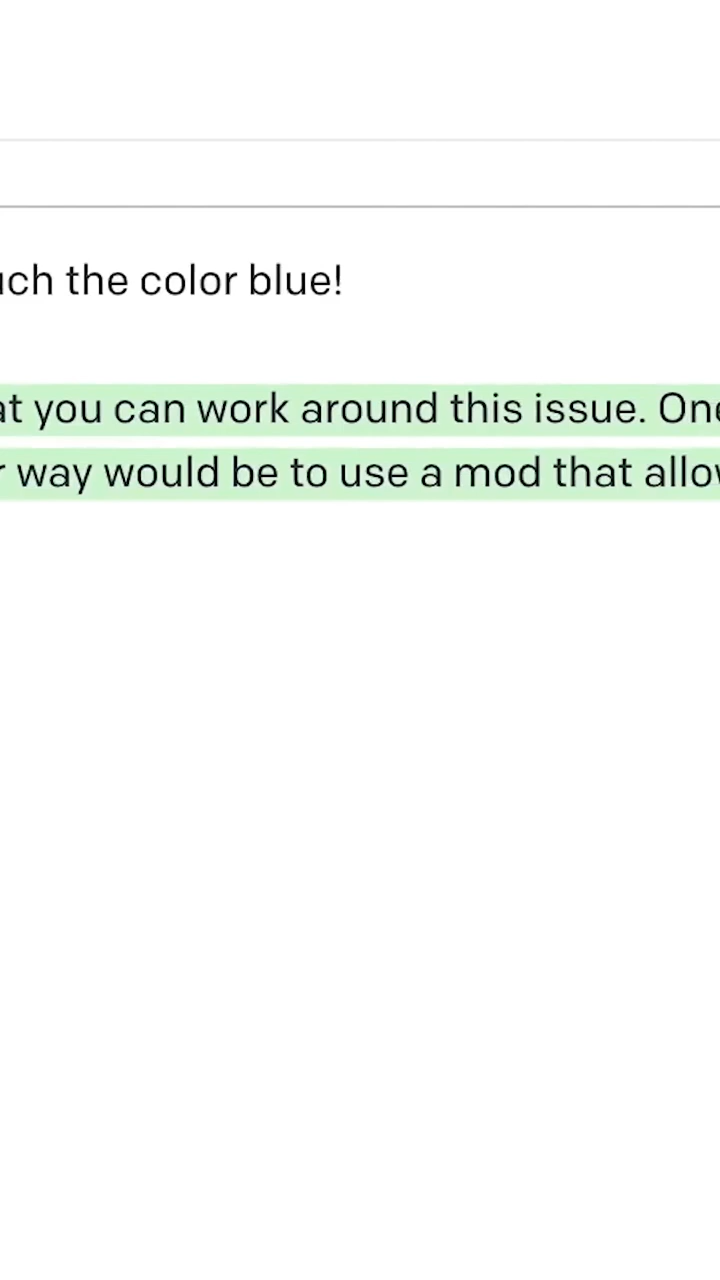 the color blue!
you can work around this issue.
way would be to use a mod that